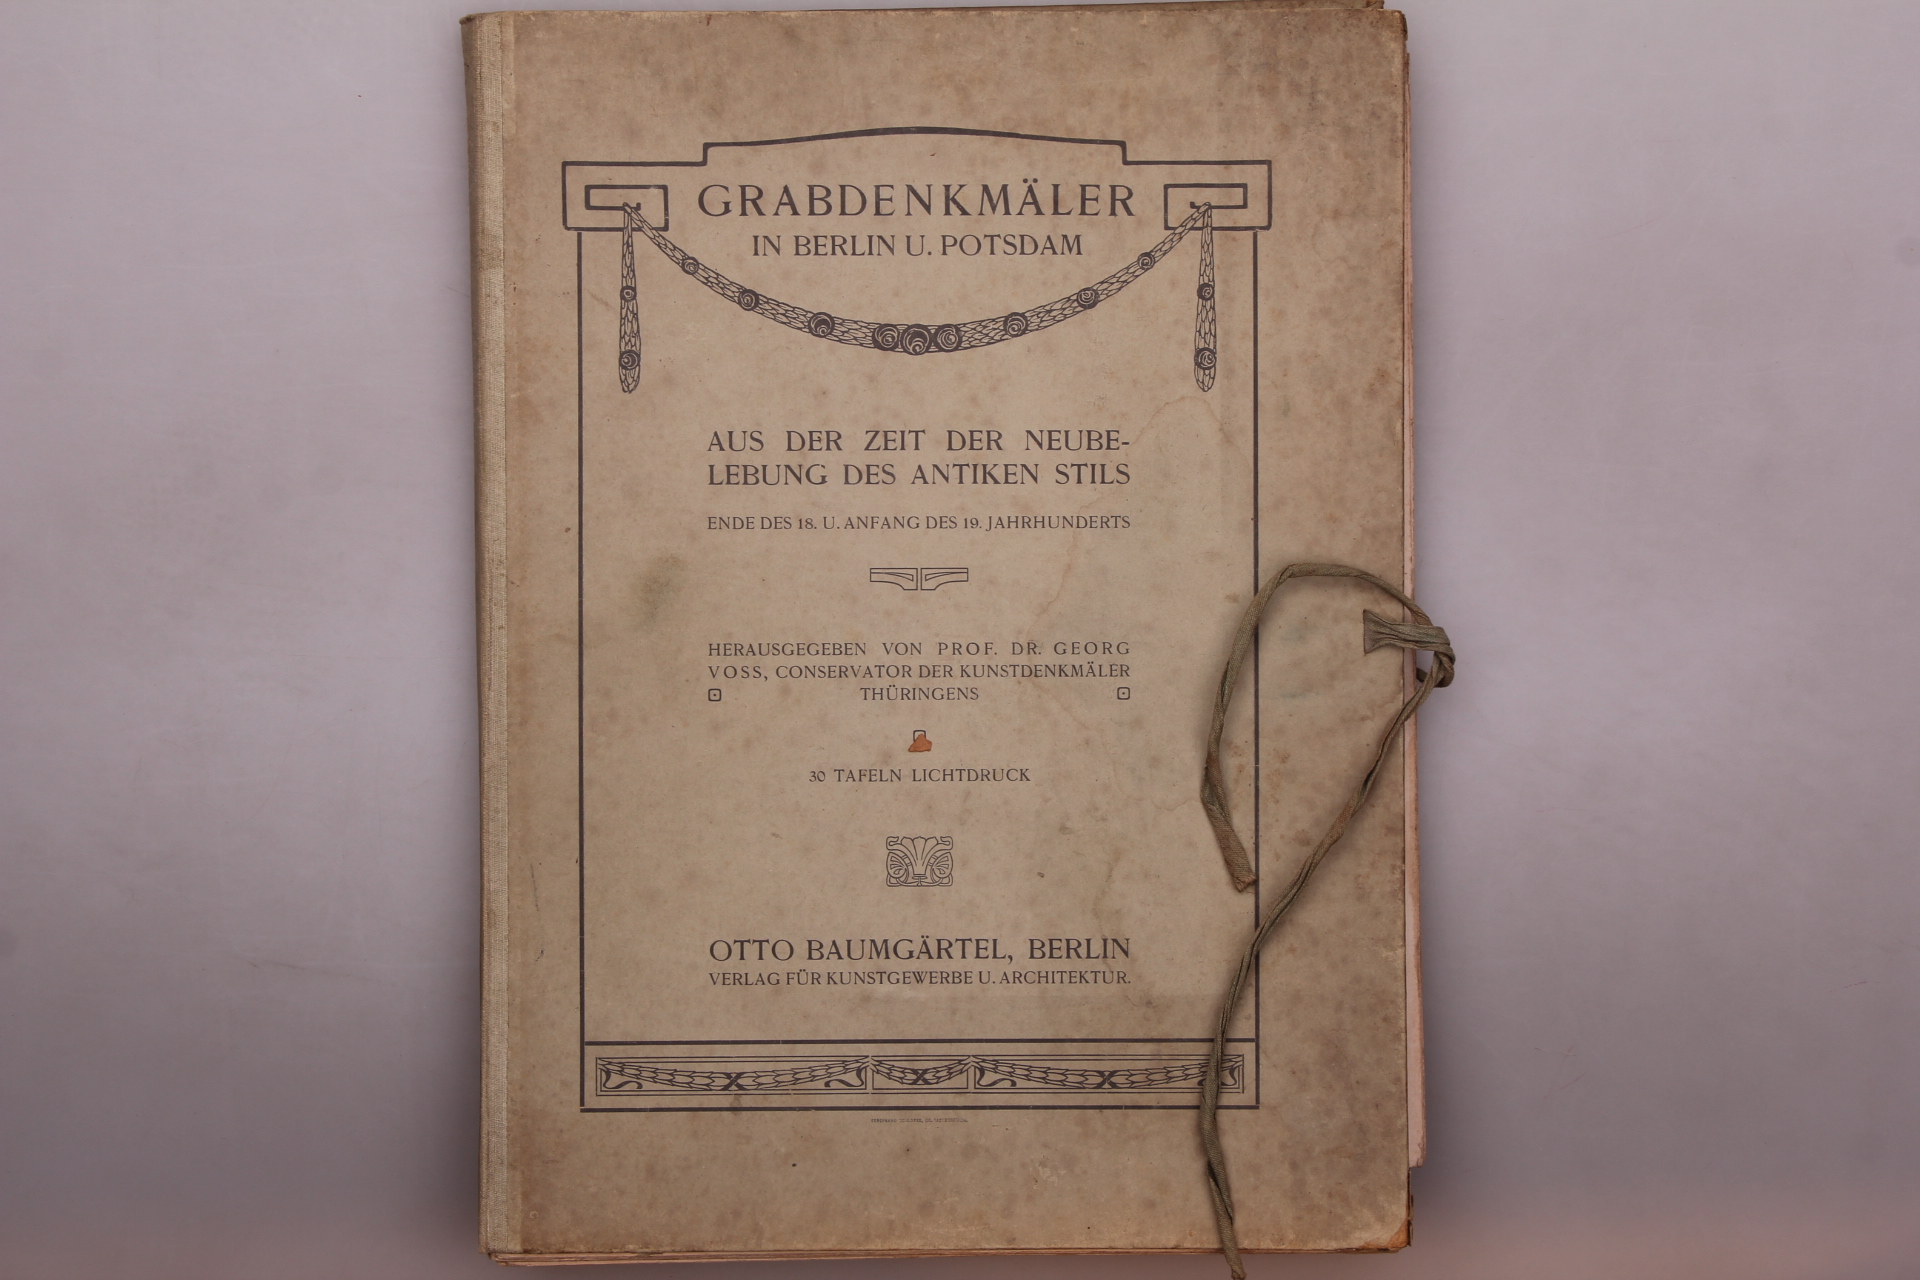 GRABDENKMÄLER
IN BERLIN U. POTSDAM
AUS DER ZEIT DER NEUBE-
LEBUNG DES ANTIKEN STILS
ENDE DES 18. U. ANFANG DES 19. JAHRHUNDERTS
HERAUSGEGEBEN VON PROF. DR. GEORG
VOSS, CONSERVATOR DER KUNSTDENKMÄLER
THÜRINGENS
30 TAFELN LICHTDRUCK
OTTO BAUMGÄRTEL, BERLIN
VERLAG FÜR KUNSTGEWERBE U. ARCHITEKTUR.